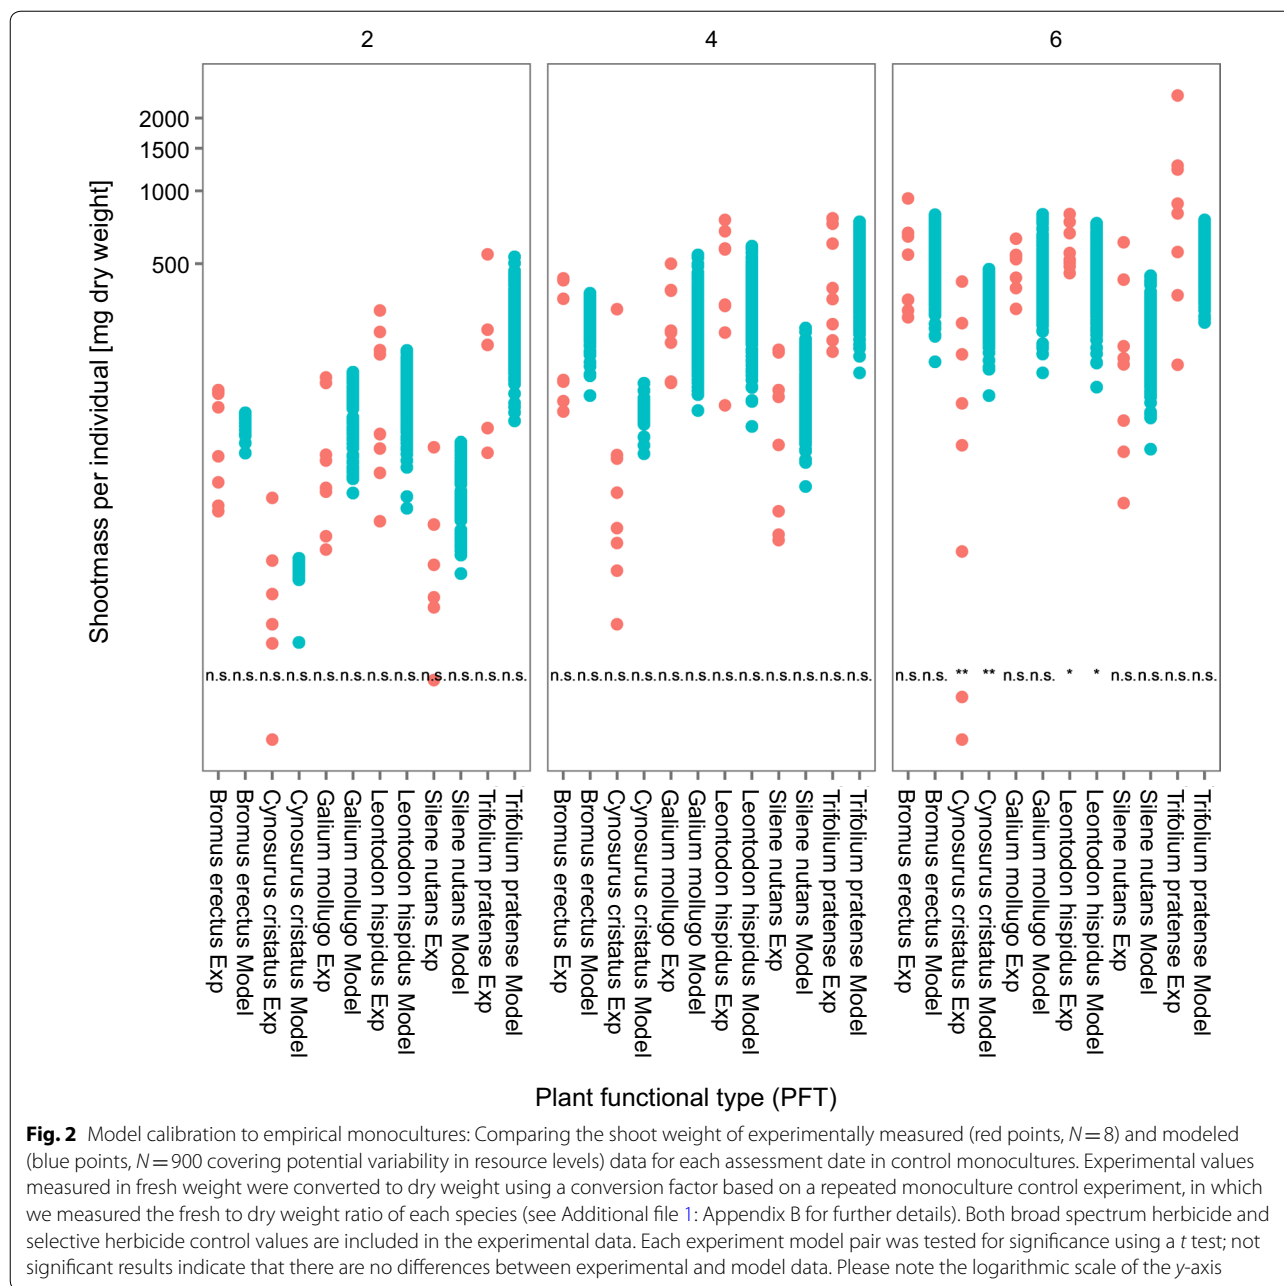 2 4 6
2000
1500
1000
500
Shootmass per individual [mg dry weight]
n.s. n.s. n.s. n.s. n.s. n.s. n.s. n.s. n.s. n.s. n.s. n.s.
n.s. n.s. n.s. n.s. n.s. n.s. n.s. n.s. n.s. n.s. n.s. n.s.
n.s. n.s. ** ** n.s. n.s. * * n.s. n.s. n.s. n.s.
Bromus erectus Exp
Bromus erectus Model
Cynosurus cristatus Exp
Cynosurus cristatus Model
Galium mollugo Exp
Galium mollugo Model
Leontodon hispidus Exp
Leontodon hispidus Model
Silene nutans Exp
Silene nutans Model
Trifolium pratense Exp
Trifolium pratense Model
Bromus erectus Exp
Bromus erectus Model
Cynosurus cristatus Exp
Cynosurus cristatus Model
Galium mollugo Exp
Galium mollugo Model
Leontodon hispidus Exp
Leontodon hispidus Model
Silene nutans Exp
Silene nutans Model
Trifolium pratense Exp
Trifolium pratense Model
Bromus erectus Exp
Bromus erectus Model
Cynosurus cristatus Exp
Cynosurus cristatus Model
Galium mollugo Exp
Galium mollugo Model
Leontodon hispidus Exp
Leontodon hispidus Model
Silene nutans Exp
Silene nutans Model
Trifolium pratense Exp
Trifolium pratense Model
Plant functional type (PFT)
Fig. 2 Model calibration to empirical monocultures: Comparing the shoot weight of experimentally measured (red points, N = 8) and modeled
(blue points, N = 900 covering potential variability in resource levels) data for each assessment date in control monocultures. Experimental values
measured in fresh weight were converted to dry weight using a conversion factor based on a repeated monoculture control experiment, in which
we measured the fresh to dry weight ratio of each species (see Additional file 1: Appendix B for further details). Both broad spectrum herbicide and
selective herbicide control values are included in the experimental data. Each experiment model pair was tested for significance using a t test; not
significant results indicate that there are no differences between experimental and model data. Please note the logarithmic scale of the y-axis